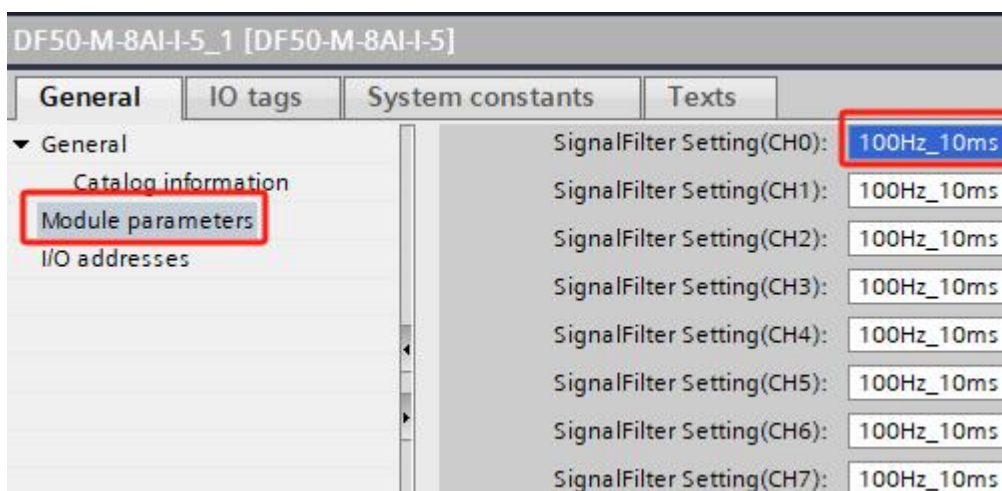 DF50-M-8AI-I-5_1 [DF50-M-8AI-I-5]
General IO tags System constants Texts
General
Catalog information
Module parameters
I/O addresses
SignalFilter Setting(CH0): 100Hz_10ms
SignalFilter Setting(CH1): 100Hz_10ms
SignalFilter Setting(CH2): 100Hz_10ms
SignalFilter Setting(CH3): 100Hz_10ms
SignalFilter Setting(CH4): 100Hz_10ms
SignalFilter Setting(CH5): 100Hz_10ms
SignalFilter Setting(CH6): 100Hz_10ms
SignalFilter Setting(CH7): 100Hz_10ms